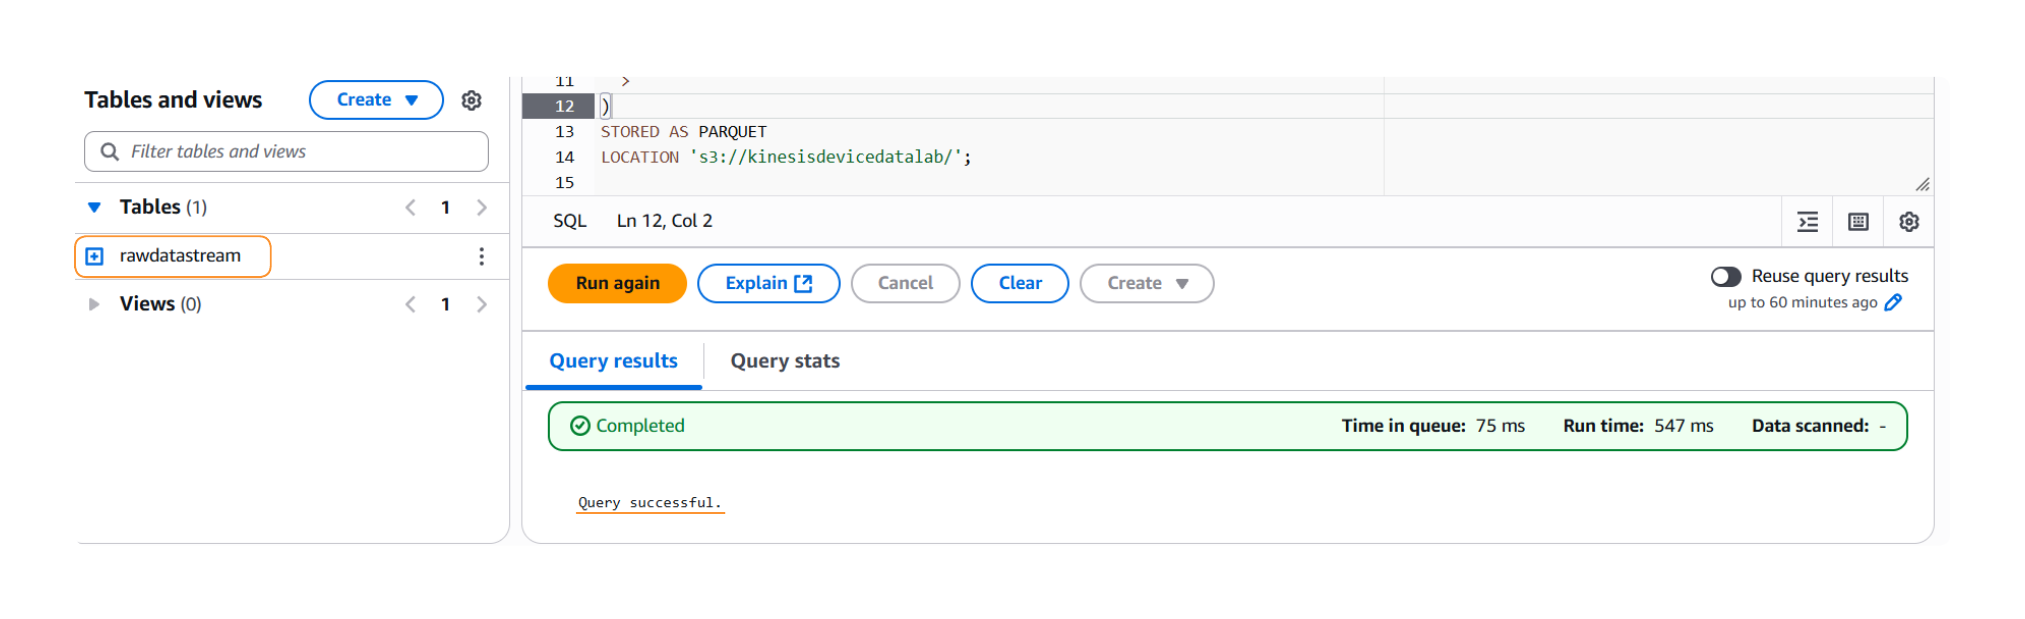 Tables and views
Create
Filter tables and views
Tables (1)
1
rawdatastream
Views (0)
1
11 >
12 )
13 STORED AS PARQUET
14 LOCATION 's3://kinesisdevicedatalab/';
15
SQL Ln 12, Col 2
Run again Explain Cancel Clear Create
Reuse query results
up to 60 minutes ago
Query results Query stats
Completed Time in queue: 75 ms Run time: 547 ms Data scanned: -
Query successful.